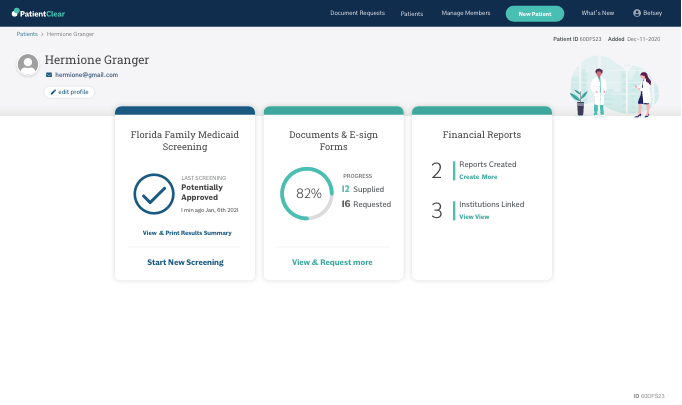 PatientClear
Document Requests
Patients
Manage Members
New Patient
What's New
Betsey
Patients > Hermione Granger
Patient ID 60DFS23 Added Dec-11-2020
Hermione Granger
hermione@gmail.com
edit profile
Florida Family Medicaid
Screening
LAST SCREENING
Potentially
Approved
1 min ago Jan, 6th 2021
View & Print Results Summary
Start New Screening
Documents & E-sign
Forms
82%
PROGRESS
12 Supplied
16 Requested
View & Request more
Financial Reports
2 Reports Created
Create More
3 Institutions Linked
View View
ID 60DFS23